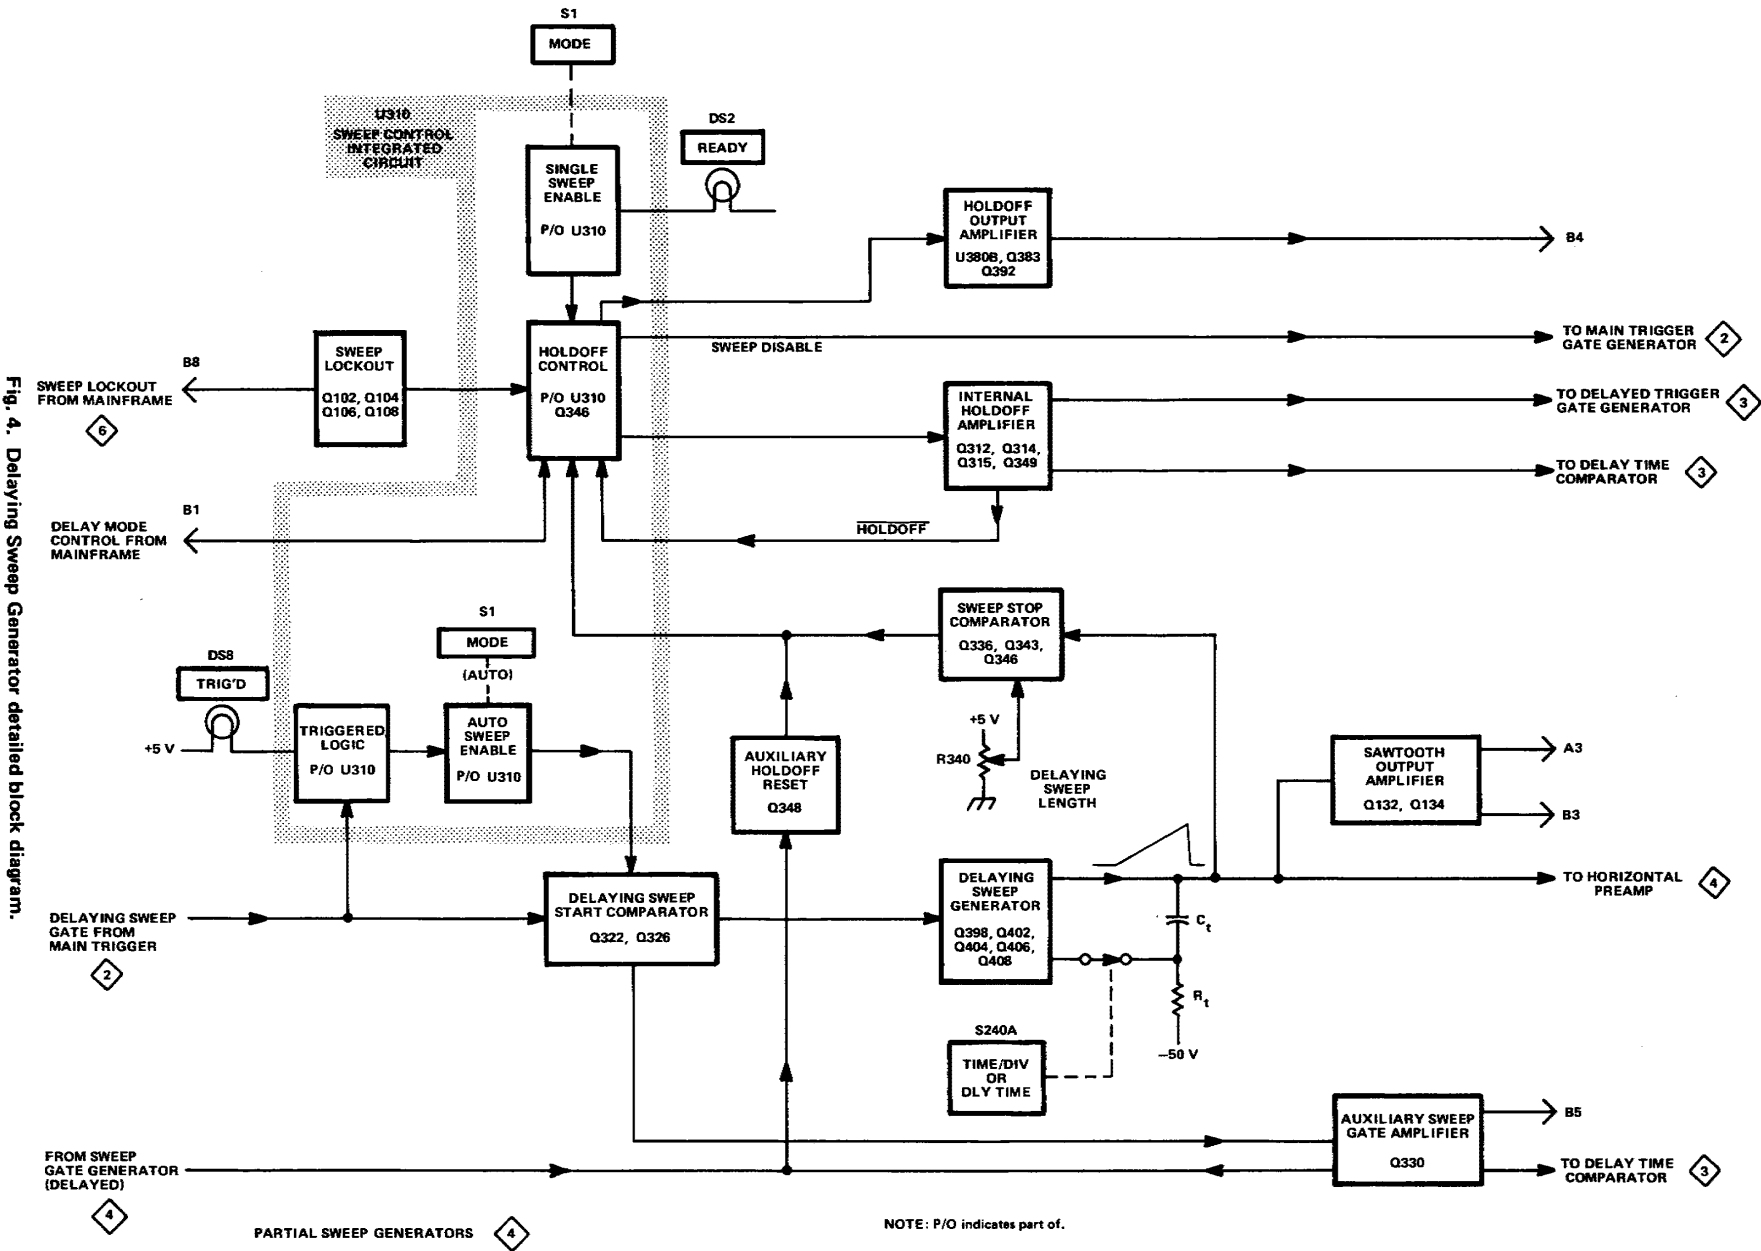 S1
MODE
U310
SWEEP CONTROL
INTEGRATED
CIRCUIT
SINGLE
SWEEP
ENABLE
P/O U310
DS2
READY
HOLDOFF
OUTPUT
AMPLIFIER
U380B, Q383
Q392
B4
SWEEP LOCKOUT
FROM MAINFRAME
6
B8
SWEEP
LOCKOUT
Q102, Q104
Q106, Q108
HOLDOFF
CONTROL
P/O U310
Q346
SWEEP DISABLE
TO MAIN TRIGGER
GATE GENERATOR
2
INTERNAL
HOLDOFF
AMPLIFIER
Q312, Q314,
Q315, Q349
TO DELAYED TRIGGER
GATE GENERATOR
3
TO DELAY TIME
COMPARATOR
3
HOLDOFF
B1
DELAY MODE
CONTROL FROM
MAINFRAME
SWEEP STOP
COMPARATOR
Q336, Q343,
Q346
+5 V
R340
DELAYING
SWEEP
LENGTH
S1
MODE
(AUTO)
DS8
TRIG'D
+5 V
TRIGGERED
LOGIC
P/O U310
AUTO
SWEEP
ENABLE
P/O U310
AUXILIARY
HOLDOFF
RESET
Q348
SAWTOOTH
OUTPUT
AMPLIFIER
Q132, Q134
A3
B3
DELAYING SWEEP
GATE FROM
MAIN TRIGGER
2
DELAYING SWEEP
START COMPARATOR
Q322, Q326
DELAYING
SWEEP
GENERATOR
Q398, Q402,
Q404, Q406,
Q408
Ct
Rt
−50 V
TO HORIZONTAL
PREAMP
4
S240A
TIME/DIV
OR
DLY TIME
AUXILIARY SWEEP
GATE AMPLIFIER
Q330
B5
TO DELAY TIME
COMPARATOR
3
FROM SWEEP
GATE GENERATOR
(DELAYED)
4
PARTIAL SWEEP GENERATORS
4
NOTE: P/O indicates part of.
Fig. 4. Delaying Sweep Generator detailed block diagram.